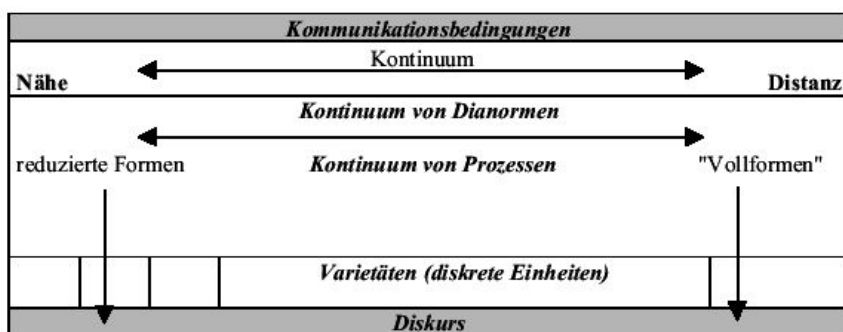 Kommunikationsbedingungen
Kontinuum
Nähe Distanz
Kontinuum von Dianormen
reduzierte Formen Kontinuum von Prozessen "Vollformen"
Varietäten (diskrete Einheiten)
Diskurs